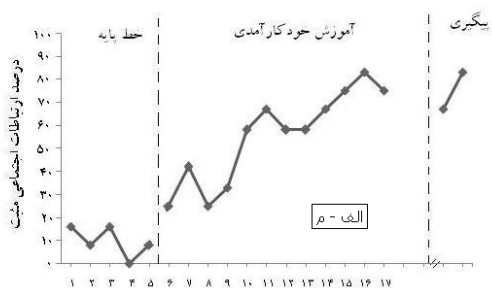 خط پایه
آموزش خودکارآمدی
پیگیری
درصد ارتباطات اجتماعی مثبت
۱۰۰
۹۰
۸۰
۷۰
۶۰
۵۰
۴۰
۳۰
۲۰
۱۰
۰
الف - م
۱ ۲ ۳ ۴ ۵ ۶ ۷ ۸ ۹ ۱۰ ۱۱ ۱۲ ۱۳ ۱۴ ۱۵ ۱۶ ۱۷